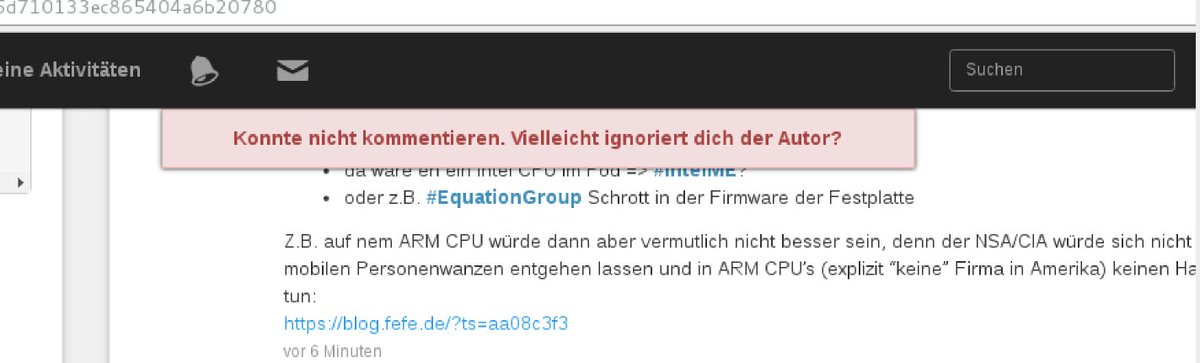 5d710133ec865404a6b20780
eine Aktivitäten
Suchen
Konnte nicht kommentieren. Vielleicht ignoriert dich der Autor?
• da wäre en ein Intel CPU im Pod => #IntelME?
• oder z.B. #EquationGroup Schrott in der Firmware der Festplatte
Z.B. auf nem ARM CPU würde dann aber vermutlich nicht besser sein, denn der NSA/CIA würde sich nicht
mobilen Personenwanzen entgehen lassen und in ARM CPU's (explizit “keine” Firma in Amerika) keinen Ha
tun:
https://blog.fefe.de/?ts=aa08c3f3
vor 6 Minuten